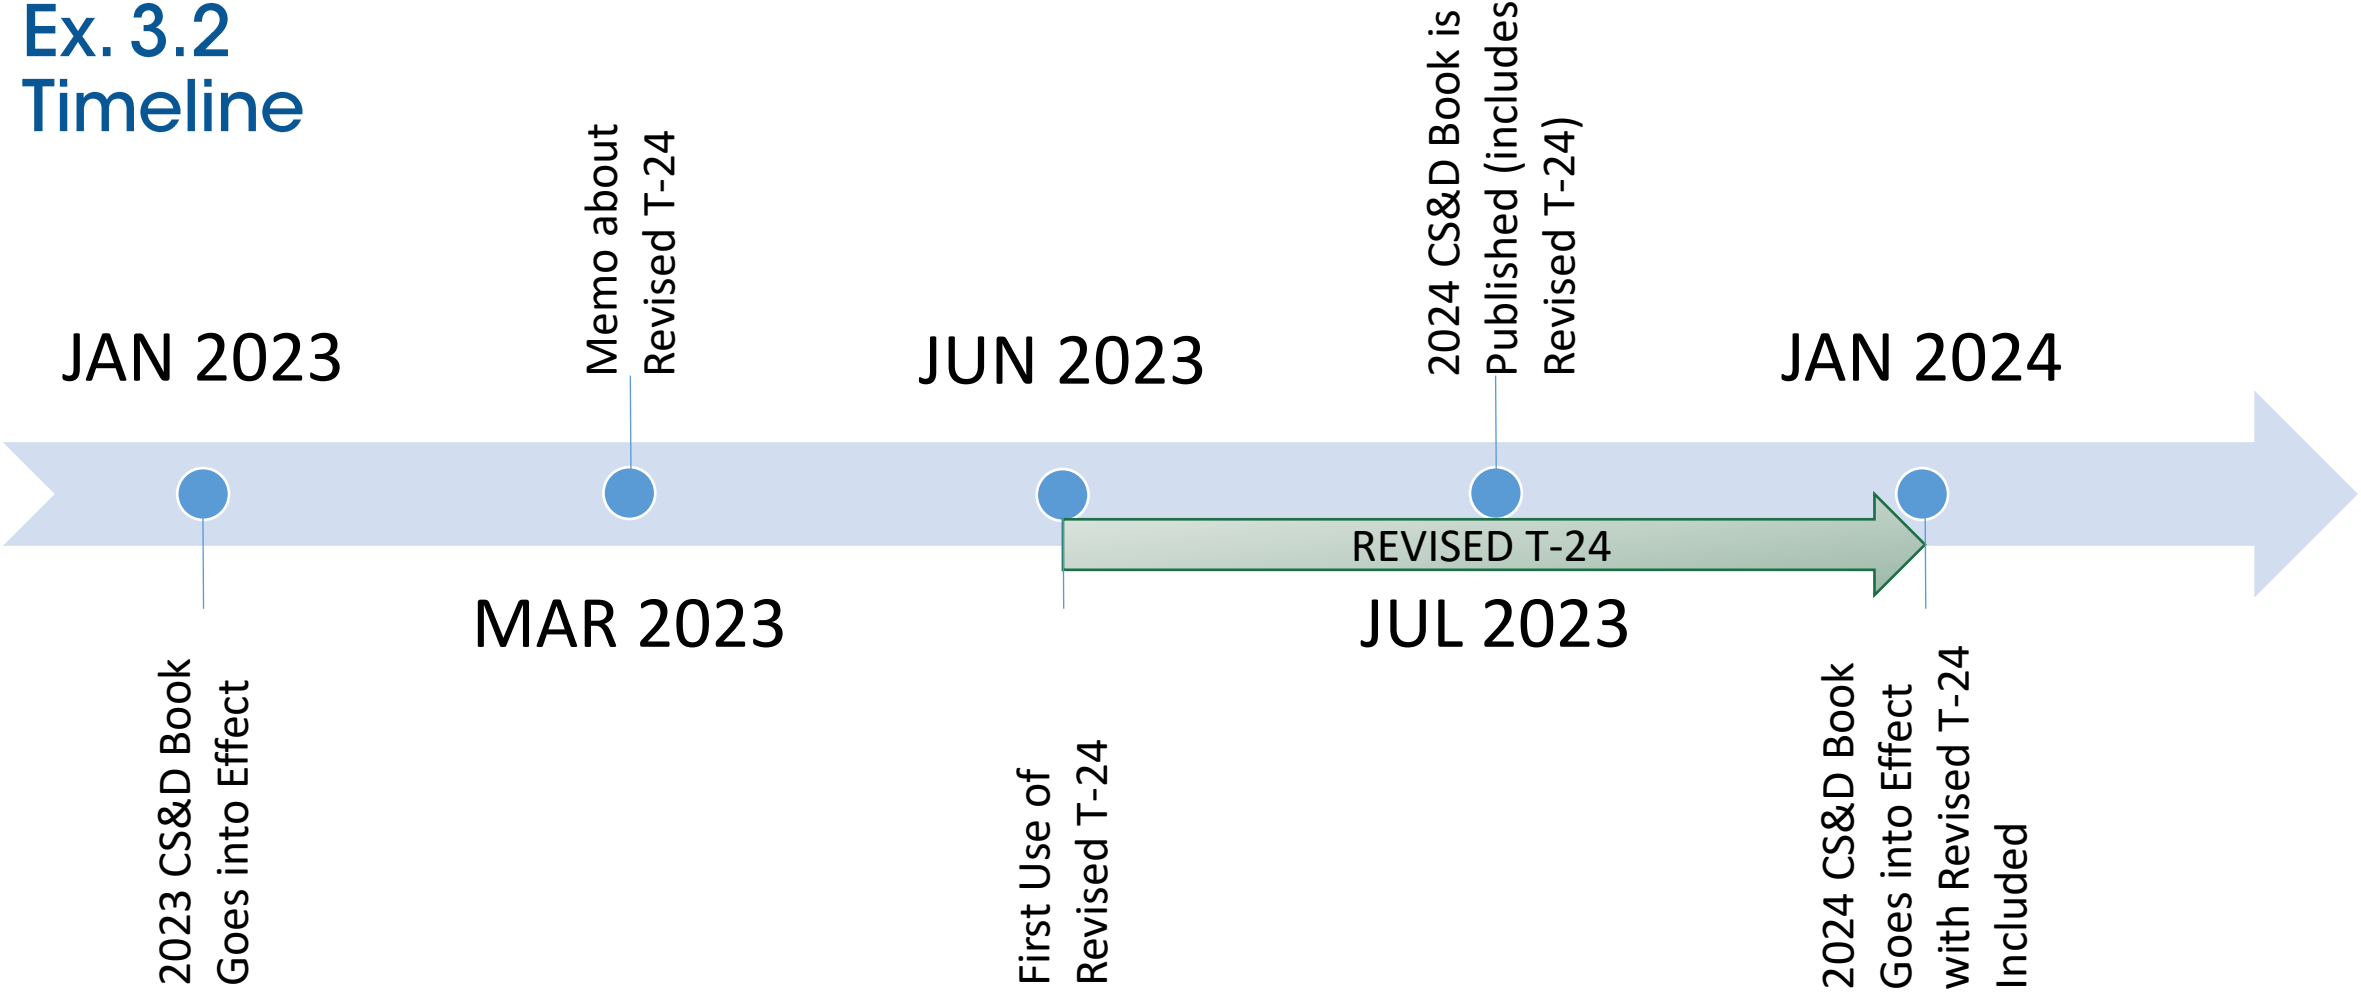 Ex. 3.2
Timeline
JAN 2023
2023 CS&D Book
Goes into Effect
Memo about
Revised T-24
MAR 2023
JUN 2023
First Use of
Revised T-24
2024 CS&D Book is
Published (includes
Revised T-24)
REVISED T-24
JUL 2023
JAN 2024
2024 CS&D Book
Goes into Effect
with Revised T-24
Included